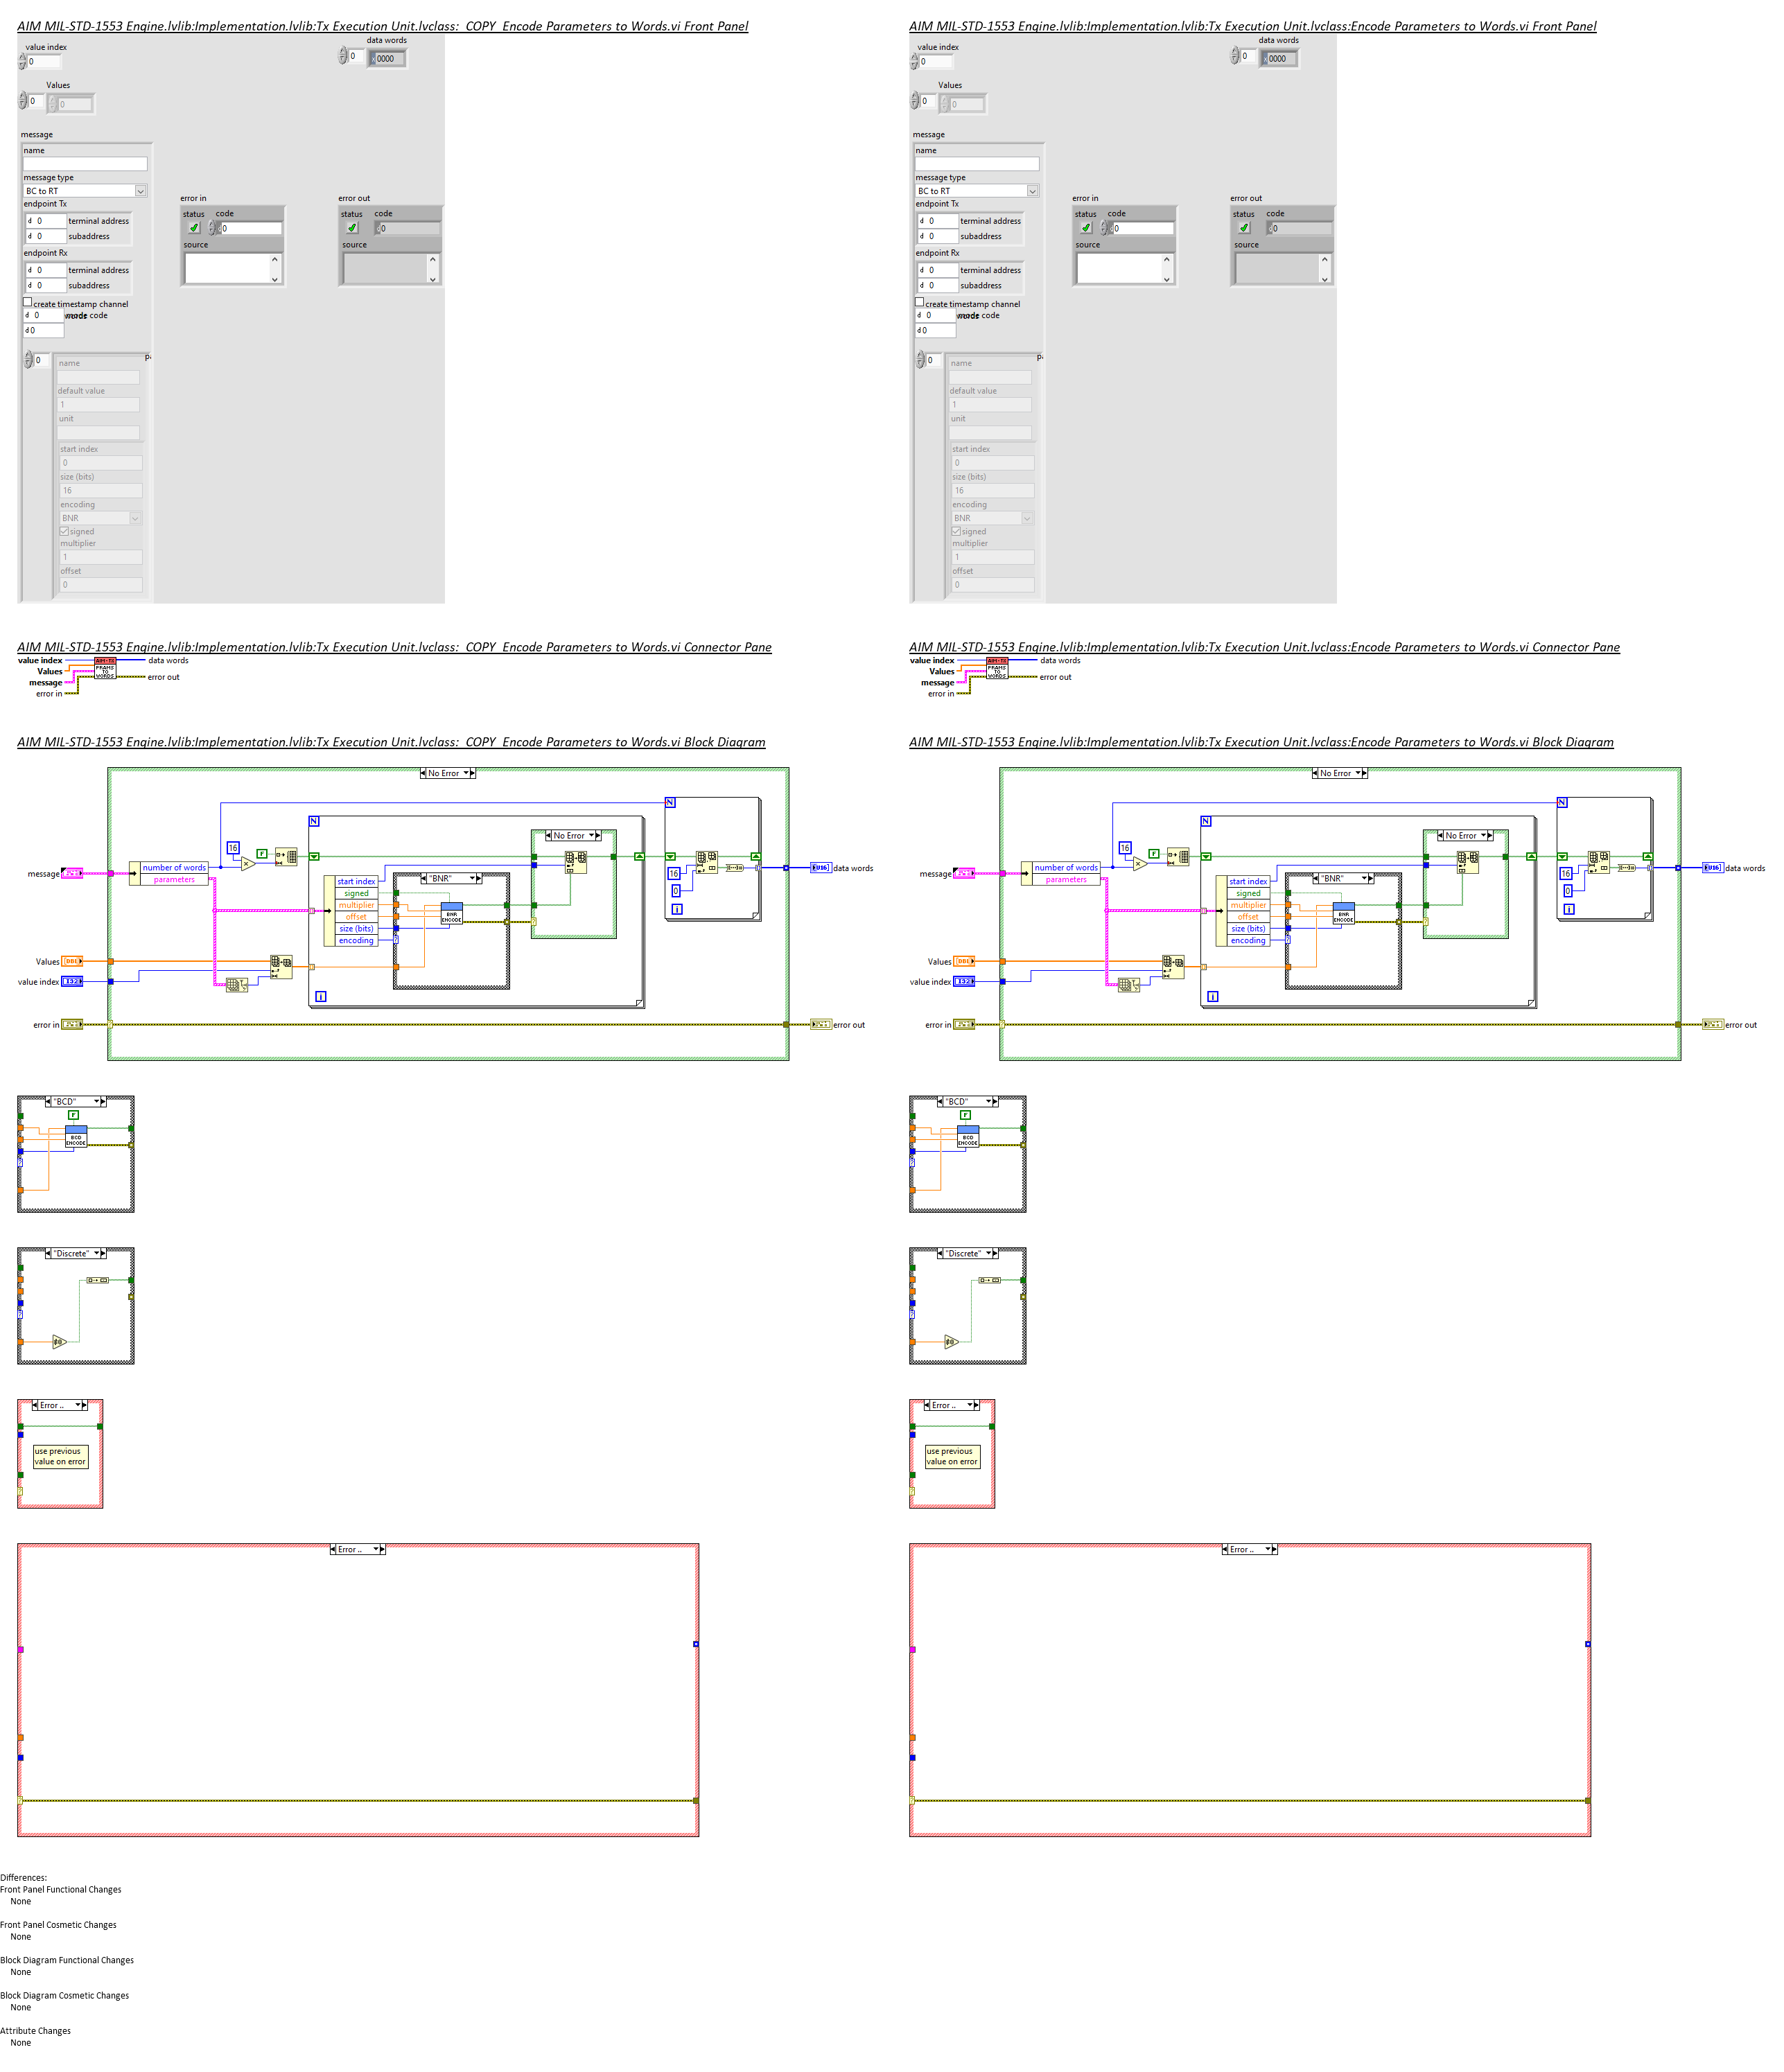 AIM MIL-STD-1553 Engine.lvlib:Implementation.lvlib:Tx Execution Unit.lvclass:  COPY  Encode Parameters to Words.vi Front Panel
value index
0
data words
0
x 0000
Values
0
0
message
name
message type
BC to RT
endpoint Tx
d 0 terminal address
d 0 subaddress
endpoint Rx
d 0 terminal address
d 0 subaddress
create timestamp channel
d 0 mode code
d 0
0
name
default value
1
unit
start index
0
size (bits)
16
encoding
BNR
signed
multiplier
1
offset
0
error in
status code
0
source
error out
status code
0
source
AIM MIL-STD-1553 Engine.lvlib:Implementation.lvlib:Tx Execution Unit.lvclass:Encode Parameters to Words.vi Front Panel
value index
0
data words
0
x 0000
Values
0
0
message
name
message type
BC to RT
endpoint Tx
d 0 terminal address
d 0 subaddress
endpoint Rx
d 0 terminal address
d 0 subaddress
create timestamp channel
d 0 mode code
d 0
0
name
default value
1
unit
start index
0
size (bits)
16
encoding
BNR
signed
multiplier
1
offset
0
error in
status code
0
source
error out
status code
0
source
AIM MIL-STD-1553 Engine.lvlib:Implementation.lvlib:Tx Execution Unit.lvclass:  COPY  Encode Parameters to Words.vi Connector Pane
value index
Values
message
error in
AIM-TX
PRAMS
TO
WORDS
data words
error out
AIM MIL-STD-1553 Engine.lvlib:Implementation.lvlib:Tx Execution Unit.lvclass:Encode Parameters to Words.vi Connector Pane
value index
Values
message
error in
AIM-TX
PRAMS
TO
WORDS
data words
error out
AIM MIL-STD-1553 Engine.lvlib:Implementation.lvlib:Tx Execution Unit.lvclass:  COPY  Encode Parameters to Words.vi Block Diagram
No Error
N
N
16
F
No Error
message
number of words
parameters
data words
U16
16
0
i
start index
signed
multiplier
offset
size (bits)
encoding
"BNR"
BNR
ENCODE
Values
DBL
value index
I32
i
error in
error out
AIM MIL-STD-1553 Engine.lvlib:Implementation.lvlib:Tx Execution Unit.lvclass:Encode Parameters to Words.vi Block Diagram
No Error
N
N
16
F
No Error
message
number of words
parameters
data words
U16
16
0
i
start index
signed
multiplier
offset
size (bits)
encoding
"BNR"
BNR
ENCODE
Values
DBL
value index
I32
i
error in
error out
"BCD"
F
BCD
ENCODE
"BCD"
F
BCD
ENCODE
"Discrete"
"Discrete"
Error ..
use previous
value on error
Error ..
use previous
value on error
Error ..
Error ..
Differences:
Front Panel Functional Changes
None
Front Panel Cosmetic Changes
None
Block Diagram Functional Changes
None
Block Diagram Cosmetic Changes
None
Attribute Changes
None